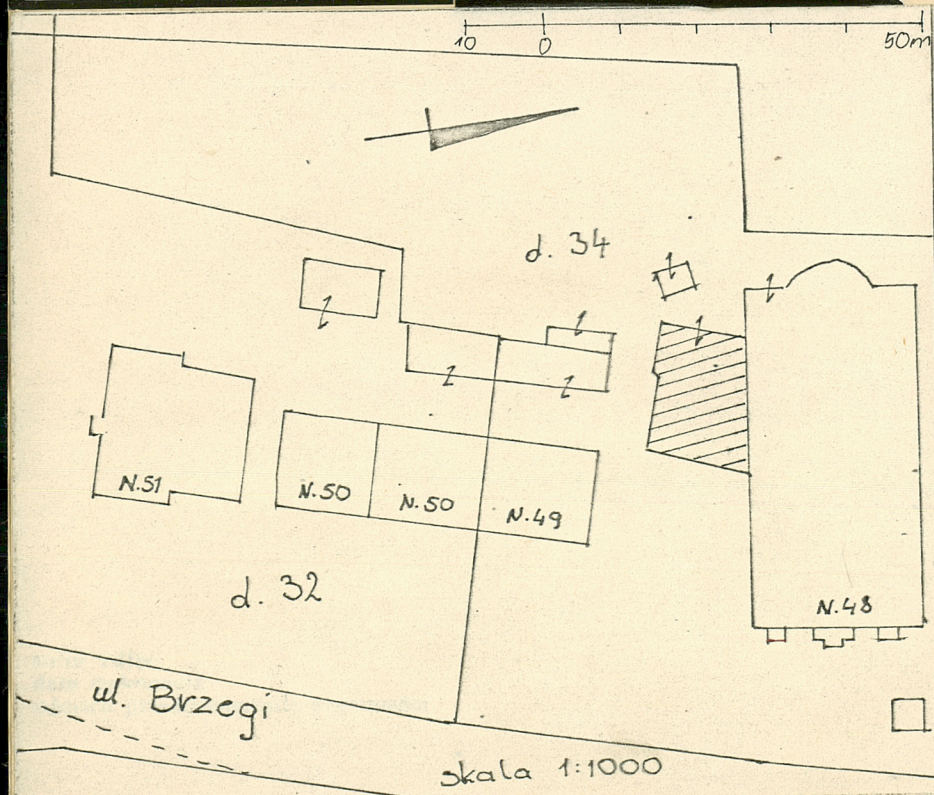 10 0 50m
d. 34
N.51
N.50
N.50
N.49
N.48
d. 32
ul. Brzegi
skala 1:1000